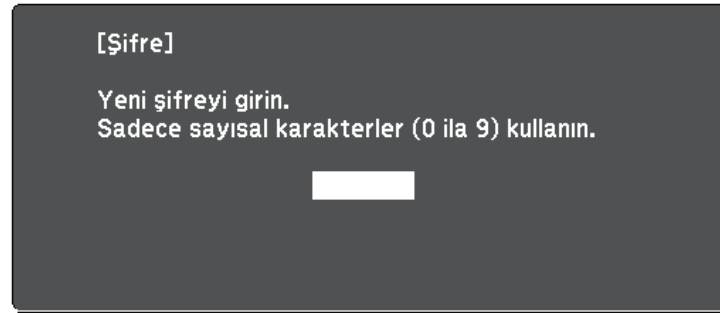 [Şifre]
Yeni şifreyi girin.
Sadece sayısal karakterler (0 ila 9) kullanın.